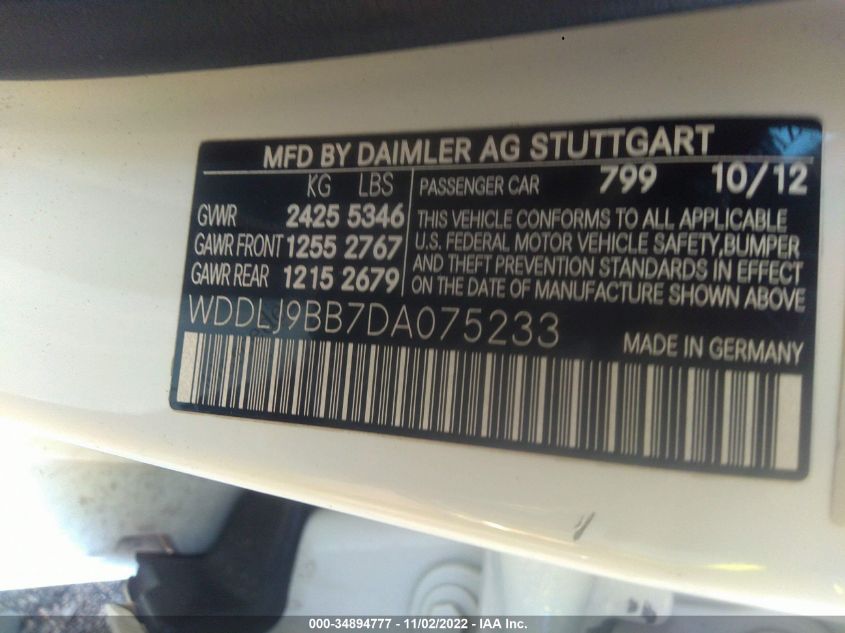 MFD BY DAIMLER AG STUTTGART
KG LBS
GVWR 2425 5346
GAWR FRONT 1255 2767
GAWR REAR 1215 2679
PASSENGER CAR 799 10/12
THIS VEHICLE CONFORMS TO ALL APPLICABLE
U.S. FEDERAL MOTOR VEHICLE SAFETY, BUMPER
AND THEFT PREVENTION STANDARDS IN EFFECT
ON THE DATE OF MANUFACTURE SHOWN ABOVE
WDDLJ9BB7DA075233
MADE IN GERMANY
000-34894777 - 11/02/2022 - IAA Inc.